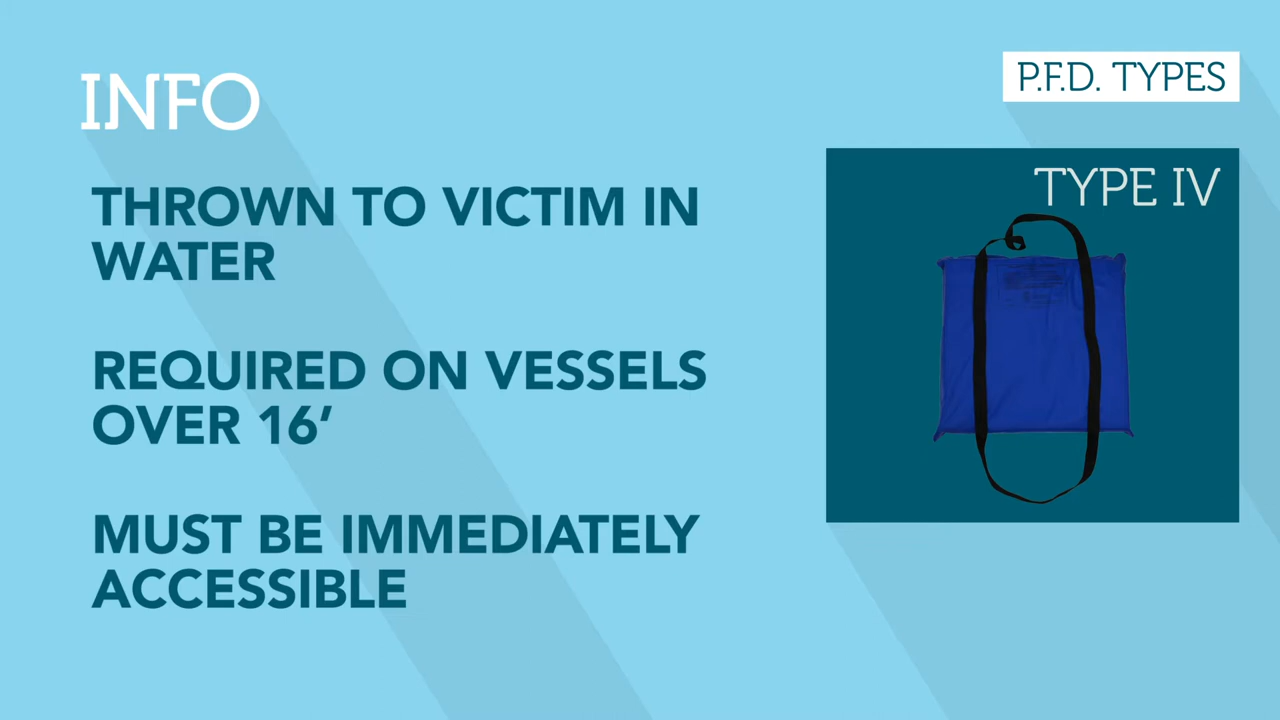 INFO
P.F.D. TYPES
THROWN TO VICTIM IN
WATER
REQUIRED ON VESSELS
OVER 16′
MUST BE IMMEDIATELY
ACCESSIBLE
TYPE IV